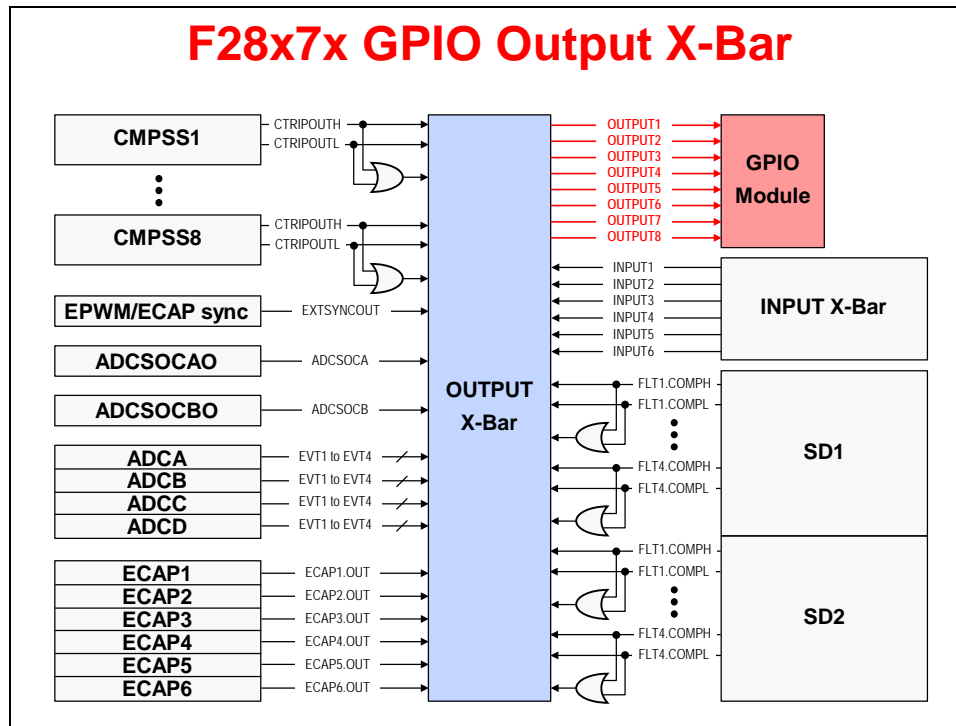 F28x7x GPIO Output X-Bar
CMPSS1
CTRIPOUTH
CTRIPOUTL
CMPSS8
CTRIPOUTH
CTRIPOUTL
EPWM/ECAP sync
EXTSYNCOUT
ADCSOCAO
ADCSOCA
ADCSOCBO
ADCSOCB
ADCA
EVT1 to EVT4
ADCB
EVT1 to EVT4
ADCC
EVT1 to EVT4
ADCD
EVT1 to EVT4
ECAP1
ECAP1.OUT
ECAP2
ECAP2.OUT
ECAP3
ECAP3.OUT
ECAP4
ECAP4.OUT
ECAP5
ECAP5.OUT
ECAP6
ECAP6.OUT
OUTPUT
X-Bar
OUTPUT1
OUTPUT2
OUTPUT3
OUTPUT4
OUTPUT5
OUTPUT6
OUTPUT7
OUTPUT8
GPIO
Module
INPUT1
INPUT2
INPUT3
INPUT4
INPUT5
INPUT6
INPUT X-Bar
FLT1.COMPH
FLT1.COMPL
FLT4.COMPH
FLT4.COMPL
SD1
FLT1.COMPH
FLT1.COMPL
FLT4.COMPH
FLT4.COMPL
SD2